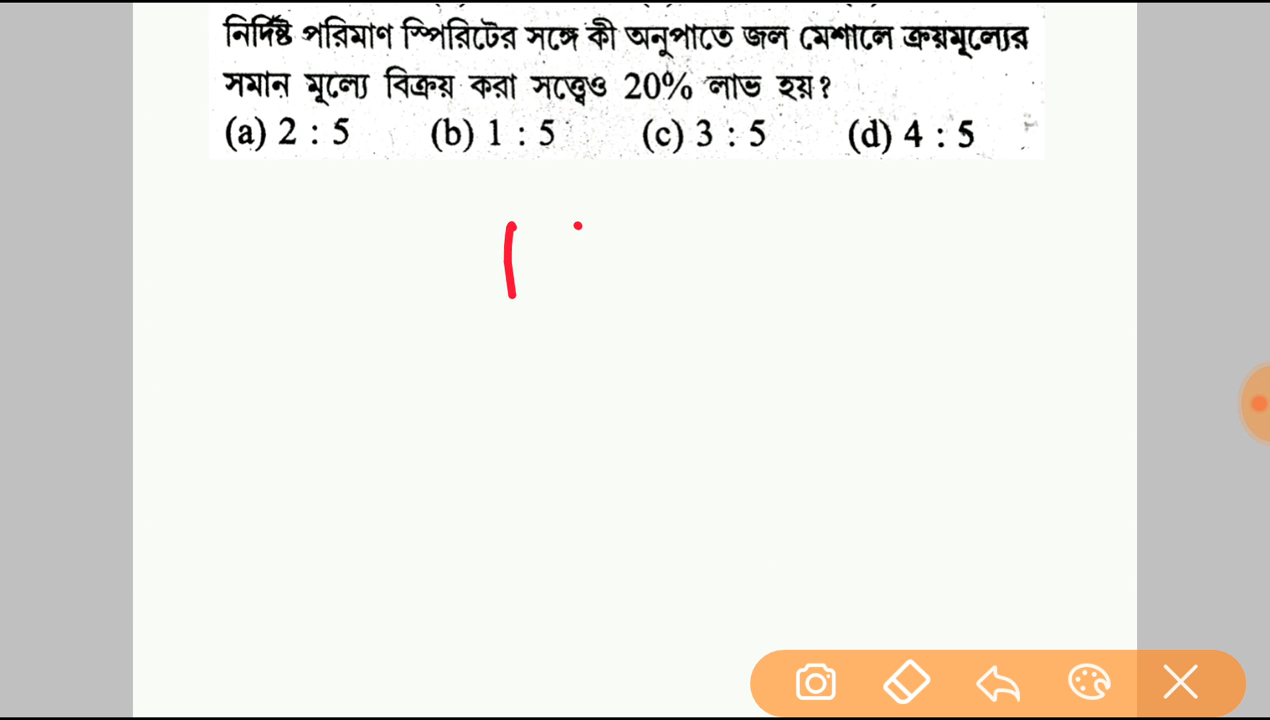 নির্দিষ্ট পরিমাণ স্পিরিটের সঙ্গে কী অনুপাতে জল মেশালে ক্রয়মূল্যের
সমান মূল্যে বিক্রয় করা সত্ত্বেও 20% লাভ হয়?
(a) 2 : 5 (b) 1 : 5 (c) 3 : 5 (d) 4 : 5